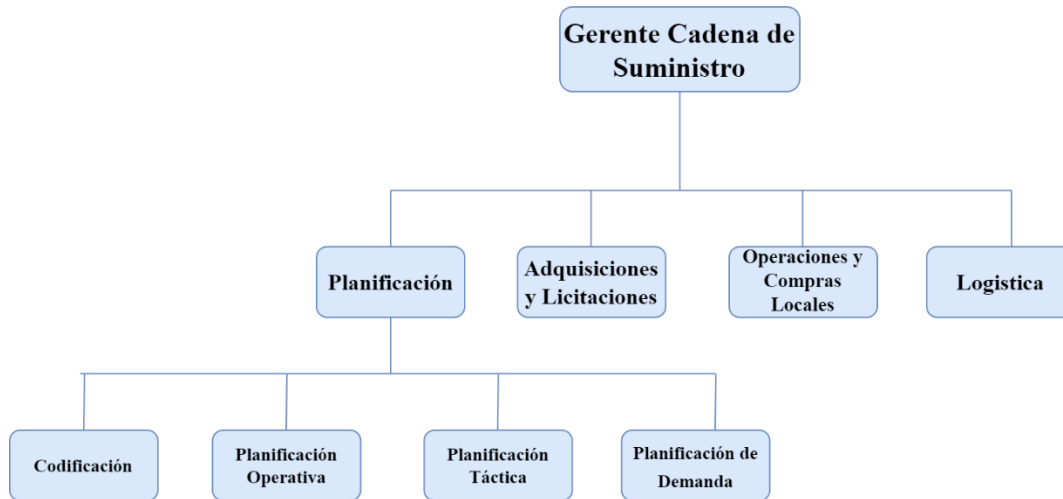 Gerente Cadena de
Suministro
Planificación
Adquisiciones
y Licitaciones
Operaciones y
Compras
Locales
Logistica
Codificación
Planificación
Operativa
Planificación
Táctica
Planificación de
Demanda